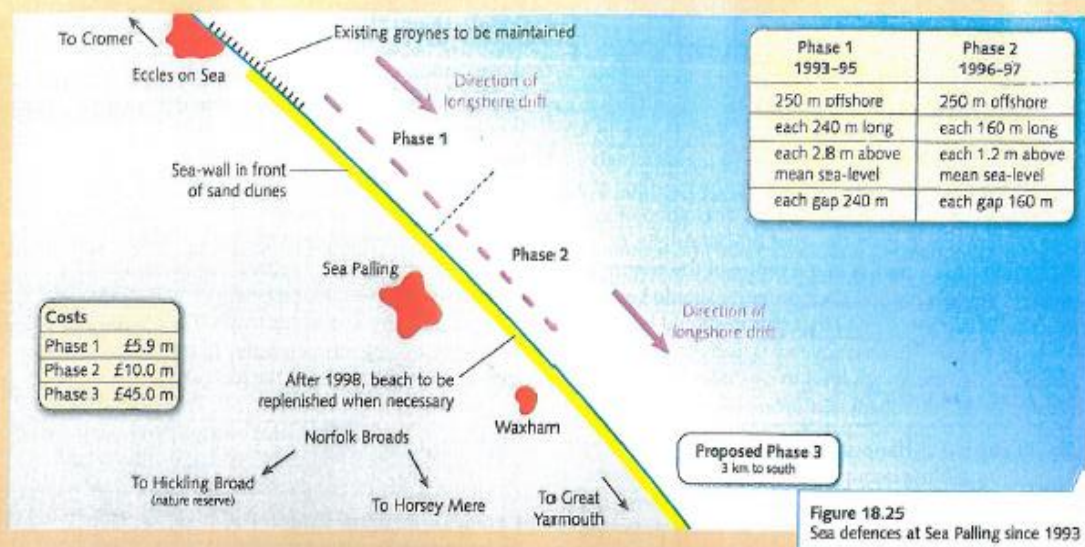 To Cromer
Existing groynes to be maintained
Eccles on Sea
Direction of
longshore drift
Phase 1
1993–95
Phase 2
1996–97
250 m offshore
250 m offshore
each 240 m long
each 160 m long
each 2.8 m above
mean sea-level
each 1.2 m above
mean sea-level
each gap 240 m
each gap 160 m
Phase 1
Sea-wall in front
of sand dunes
Phase 2
Sea Palling
Direction of
longshore drift
Costs
Phase 1 £5.9 m
Phase 2 £10.0 m
Phase 3 £45.0 m
After 1998, beach to be
replenished when necessary
Waxham
Norfolk Broads
To Hickling Broad
(nature reserve)
To Horsey Mere
To Great
Yarmouth
Proposed Phase 3
3 km to south
Figure 18.25
Sea defences at Sea Palling since 1993